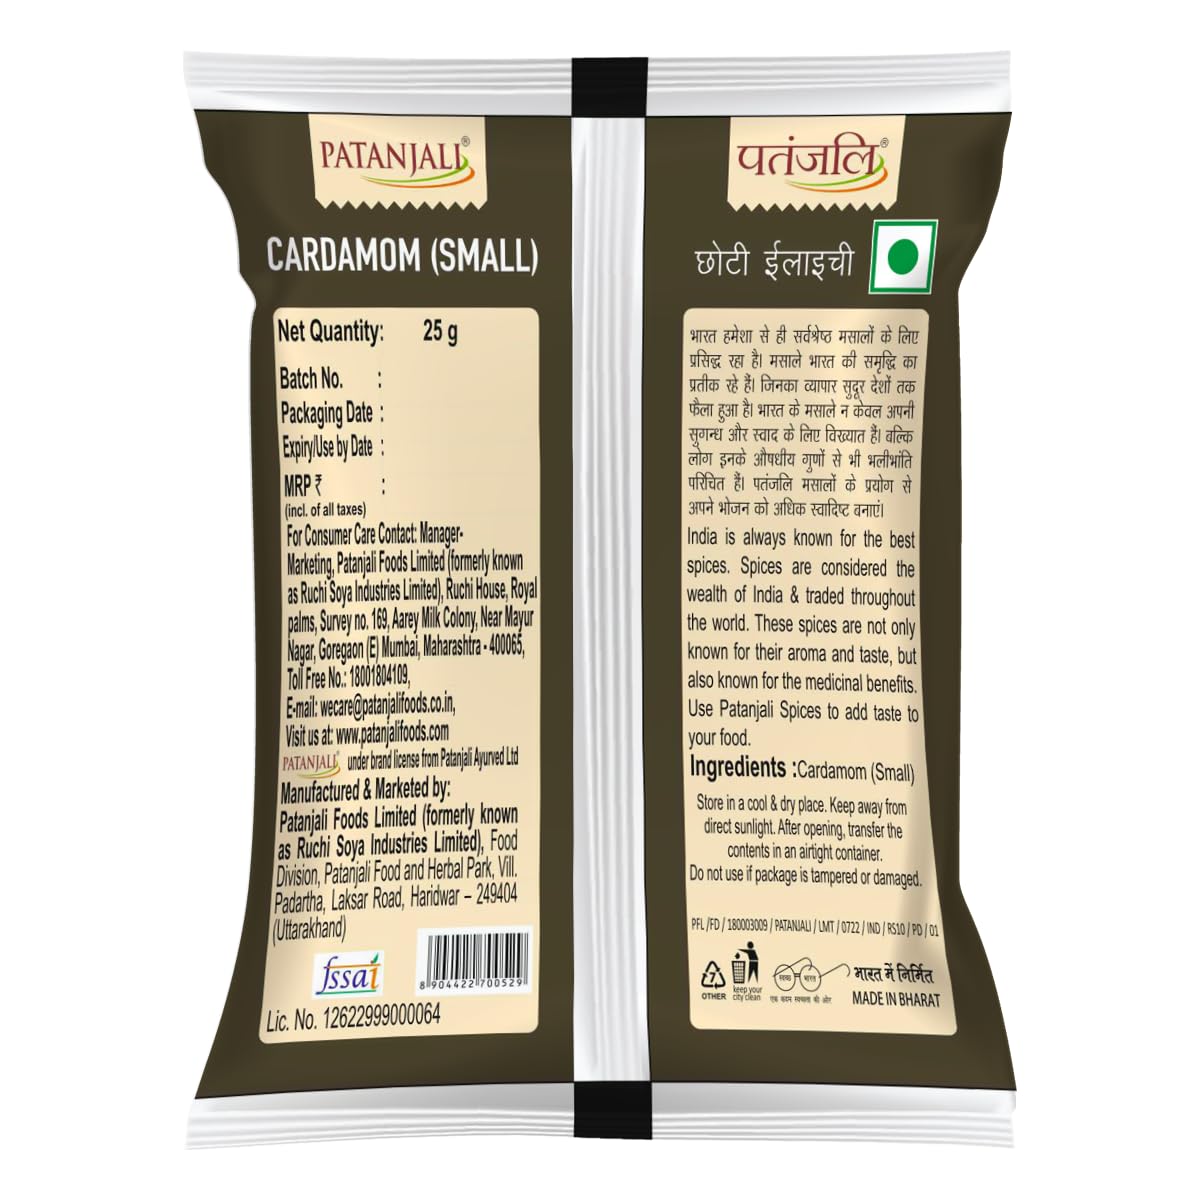 PATANJALI®
CARDAMOM (SMALL)
Net Quantity: 25 g
Batch No. :
Packaging Date :
Expiry/Use by Date :
MRP ₹ :
(incl. of all taxes)
For Consumer Care Contact: Manager-
Marketing, Patanjali Foods Limited (formerly known
as Ruchi Soya Industries Limited), Ruchi House, Royal
palms, Survey no. 169, Aarey Milk Colony, Near Mayur
Nagar, Goregaon (E) Mumbai, Maharashtra - 400065,
Toll Free No.: 18001804109,
E-mail: wecare@patanjalifoods.co.in,
Visit us at: www.patanjalifoods.com
PATANJALI® under brand license from Patanjali Ayurved Ltd
Manufactured & Marketed by:
Patanjali Foods Limited (formerly known
as Ruchi Soya Industries Limited), Food
Division, Patanjali Food and Herbal Park, Vill.
Padartha, Laksar Road, Haridwar – 249404
(Uttarakhand)
fssai
8 904422 700529
Lic. No. 12622999000064
पतंजलि®
छोटी ईलाइची
भारत हमेशा से ही सर्वश्रेष्ठ मसालों के लिए
प्रसिद्ध रहा है। मसाले भारत की समृद्धि का
प्रतीक रहे हैं। जिनका व्यापार सुदूर देशों तक
फैला हुआ है। भारत के मसाले न केवल अपनी
सुगन्ध और स्वाद के लिए विख्यात हैं। बल्कि
लोग इनके औषधीय गुणों से भी भलीभांति
परिचित हैं। पतंजलि मसालों के प्रयोग से
अपने भोजन को अधिक स्वादिष्ट बनाएं।
India is always known for the best
spices. Spices are considered the
wealth of India & traded throughout
the world. These spices are not only
known for their aroma and taste, but
also known for the medicinal benefits.
Use Patanjali Spices to add taste to
your food.
Ingredients :Cardamom (Small)
Store in a cool & dry place. Keep away from
direct sunlight. After opening, transfer the
contents in an airtight container.
Do not use if package is tampered or damaged.
PFL /FD / 180003009 / PATANJALI / LMT / 0722 / IND / RS10 / PD / 01
7
OTHER
keep your
city clean
स्वच्छ भारत
एक कदम स्वच्छता की ओर
भारत में निर्मित
MADE IN BHARAT